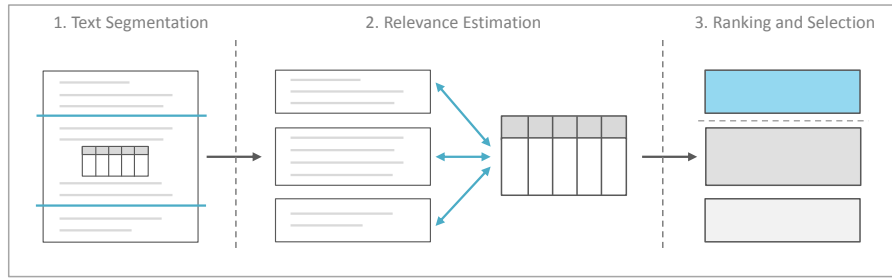 1. Text Segmentation
2. Relevance Estimation
3. Ranking and Selection